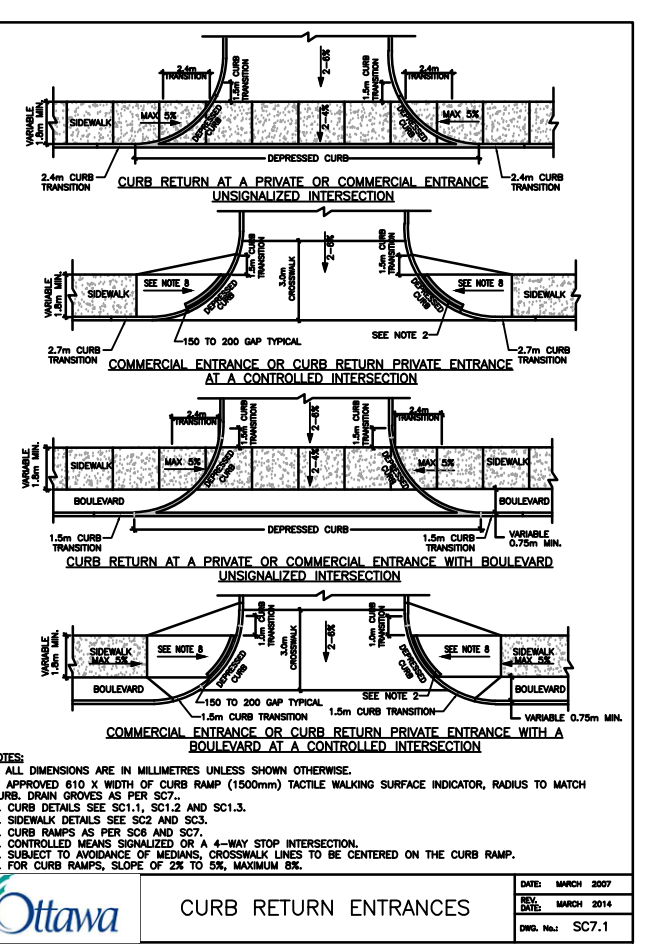 2.4m
TRANSITION
1.5m CURB
TRANSITION
2-6%
1.5m CURB
TRANSITION
2.4m
TRANSITION
VARIABLE
1.8m MIN.
SIDEWALK
MAX 5%
DEPRESSED
CURB
2-4%
DEPRESSED
CURB
MAX 5%
DEPRESSED CURB
2.4m CURB
TRANSITION
2.4m CURB
TRANSITION
CURB RETURN AT A PRIVATE OR COMMERCIAL ENTRANCE
UNSIGNALIZED INTERSECTION
1.5m CURB
TRANSITION
3.0m
CROSSWALK
2-6%
1.5m CURB
TRANSITION
VARIABLE
1.8m MIN.
SIDEWALK
SEE NOTE 8
DEPRESSED
CURB
DEPRESSED
CURB
SEE NOTE 8
SIDEWALK
150 TO 200 GAP TYPICAL
SEE NOTE 2
2.7m CURB
TRANSITION
2.7m CURB
TRANSITION
COMMERCIAL ENTRANCE OR CURB RETURN PRIVATE ENTRANCE
AT A CONTROLLED INTERSECTION
2.4m
TRANSITION
1.5m CURB
TRANSITION
2-6%
1.5m CURB
TRANSITION
2.4m
TRANSITION
VARIABLE
1.8m MIN.
SIDEWALK
MAX 5%
DEPRESSED
CURB
2-4%
DEPRESSED
CURB
MAX 5%
SIDEWALK
BOULEVARD
BOULEVARD
DEPRESSED CURB
1.5m CURB
TRANSITION
1.5m CURB
TRANSITION
VARIABLE
0.75m MIN.
CURB RETURN AT A PRIVATE OR COMMERCIAL ENTRANCE WITH BOULEVARD
UNSIGNALIZED INTERSECTION
1.0m CURB
TRANSITION
3.0m
CROSSWALK
2-6%
1.0m CURB
TRANSITION
VARIABLE
1.8m MIN.
SIDEWALK
MAX 5%
SEE NOTE 8
DEPRESSED
CURB
DEPRESSED
CURB
SEE NOTE 8
SIDEWALK
MAX 5%
BOULEVARD
BOULEVARD
150 TO 200 GAP TYPICAL
SEE NOTE 2
1.5m CURB TRANSITION
1.5m CURB TRANSITION
VARIABLE 0.75m MIN.
COMMERCIAL ENTRANCE OR CURB RETURN PRIVATE ENTRANCE WITH A
BOULEVARD AT A CONTROLLED INTERSECTION
OTES:
ALL DIMENSIONS ARE IN MILLIMETRES UNLESS SHOWN OTHERWISE.
APPROVED 610 X WIDTH OF CURB RAMP (1500mm) TACTILE WALKING SURFACE INDICATOR, RADIUS TO MATCH
URB. DRAIN GROVES AS PER SC7..
. CURB DETAILS SEE SC1.1, SC1.2 AND SC1.3.
. SIDEWALK DETAILS SEE SC2 AND SC3.
. CURB RAMPS AS PER SC6 AND SC7.
. CONTROLLED MEANS SIGNALIZED OR A 4-WAY STOP INTERSECTION.
. SUBJECT TO AVOIDANCE OF MEDIANS, CROSSWALK LINES TO BE CENTERED ON THE CURB RAMP.
. FOR CURB RAMPS, SLOPE OF 2% TO 5%, MAXIMUM 8%.
Ottawa
CURB RETURN ENTRANCES
DATE: MARCH 2007
REV. DATE: MARCH 2014
DWG. No.: SC7.1